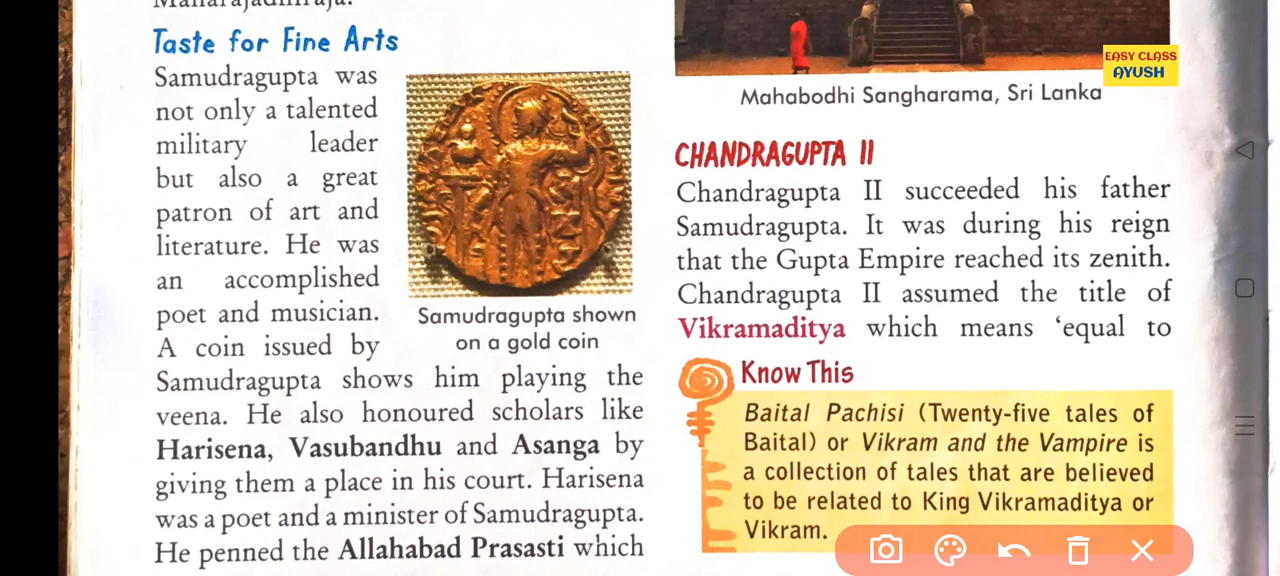 Taste for Fine Arts
Samudragupta was
not only a talented
military leader
but also a great
patron of art and
literature. He was
an accomplished
poet and musician.
A coin issued by
Samudragupta shown
on a gold coin
Samudragupta shows him playing the
veena. He also honoured scholars like
Harisena, Vasubandhu and Asanga by
giving them a place in his court. Harisena
was a poet and a minister of Samudragupta.
He penned the Allahabad Prasasti which
EASY CLASS
AYUSH
Mahabodhi Sangharama, Sri Lanka
CHANDRAGUPTA II
Chandragupta II succeeded his father
Samudragupta. It was during his reign
that the Gupta Empire reached its zenith.
Chandragupta II assumed the title of
Vikramaditya which means ‘equal to
Know This
Baital Pachisi (Twenty-five tales of
Baital) or Vikram and the Vampire is
a collection of tales that are believed
to be related to King Vikramaditya or
Vikram.